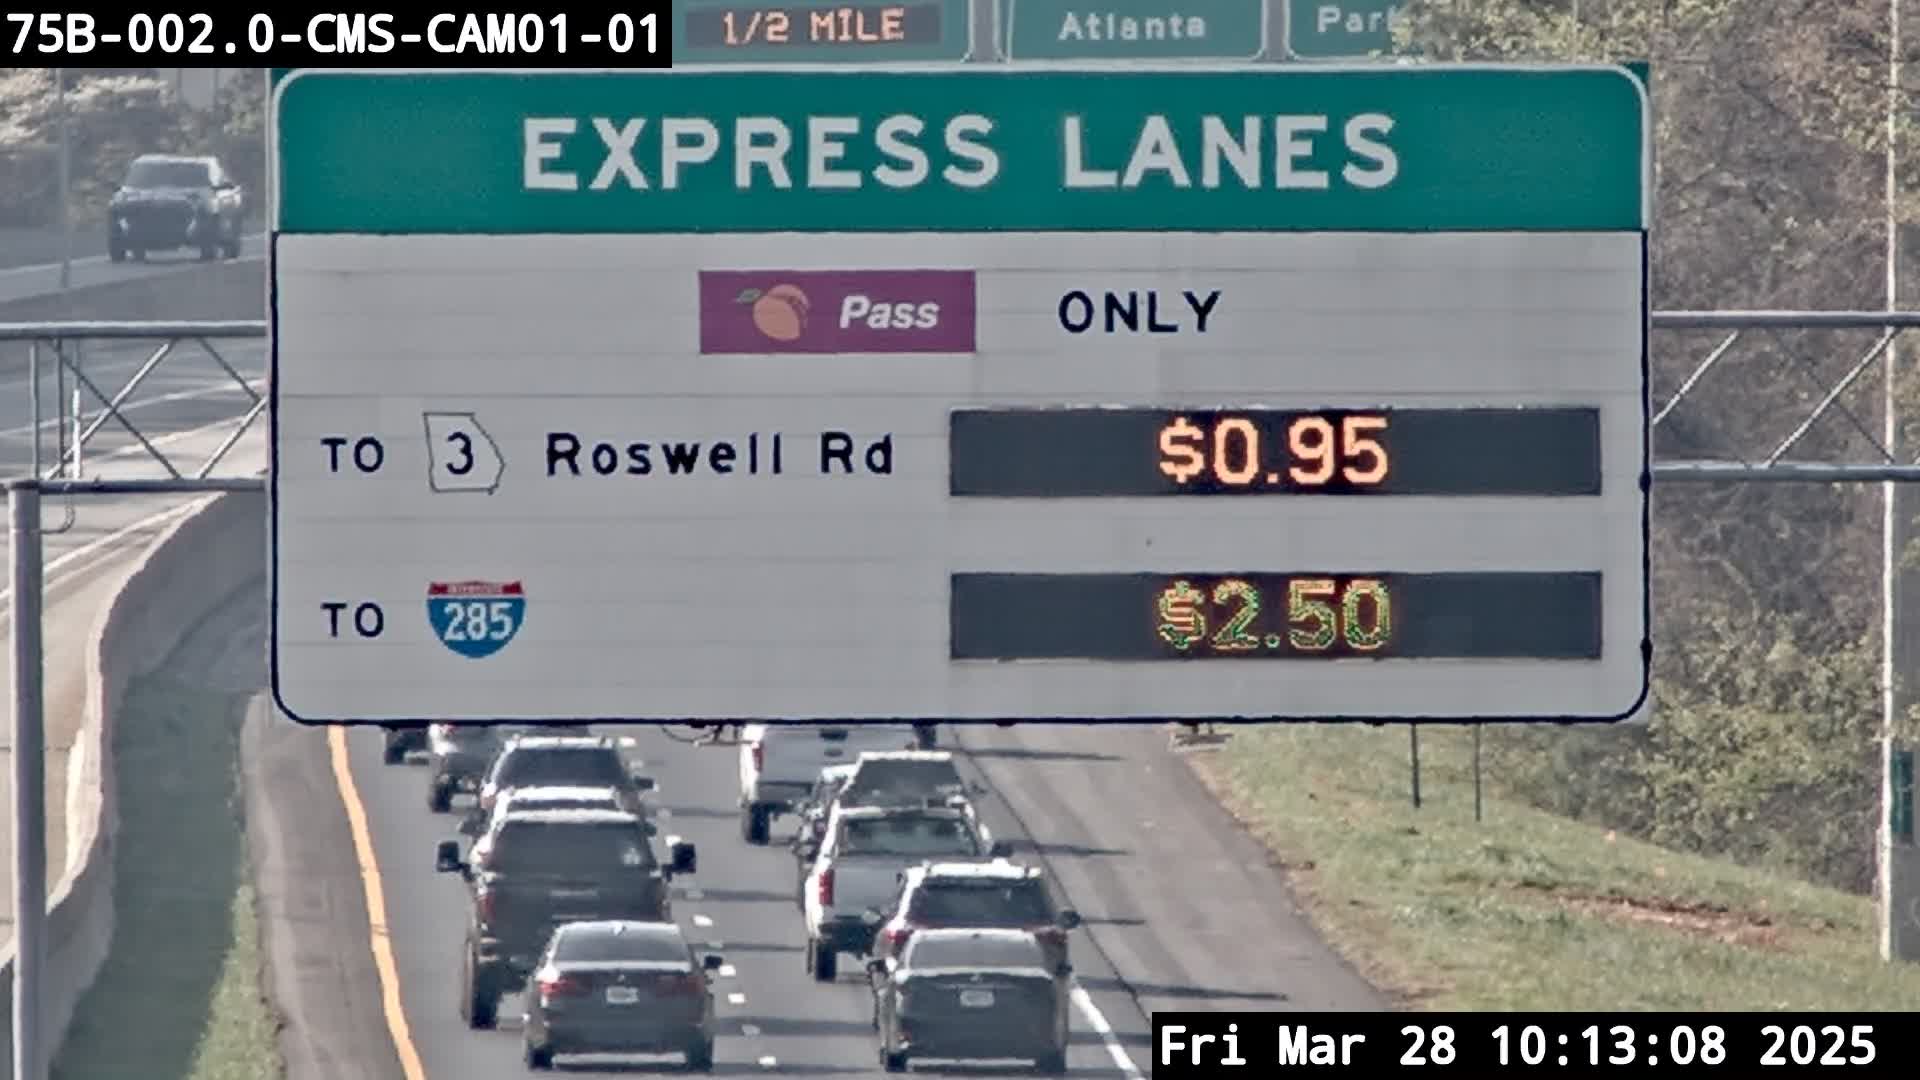 75B-002.0-CMS-CAM01-01
1/2 MILE
Atlanta
EXPRESS LANES
Pass ONLY
TO 3 Roswell Rd $0.95
TO 285 $2.50
Fri Mar 28 10:13:08 2025